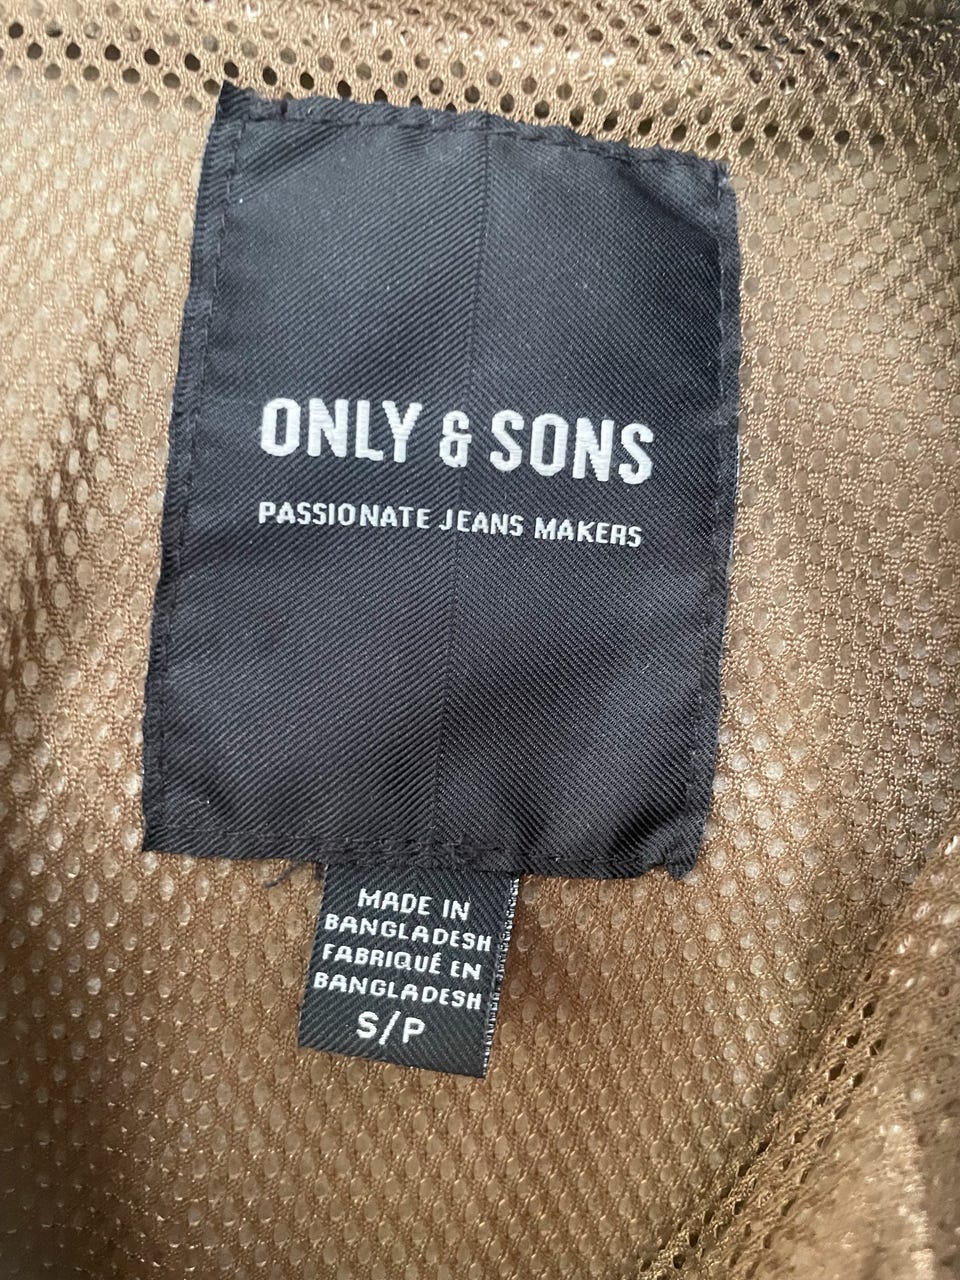 ONLY & SONS
PASSIONATE JEANS MAKERS
MADE IN
BANGLADESH
FABRIQUÉ EN
BANGLADESH
S/P